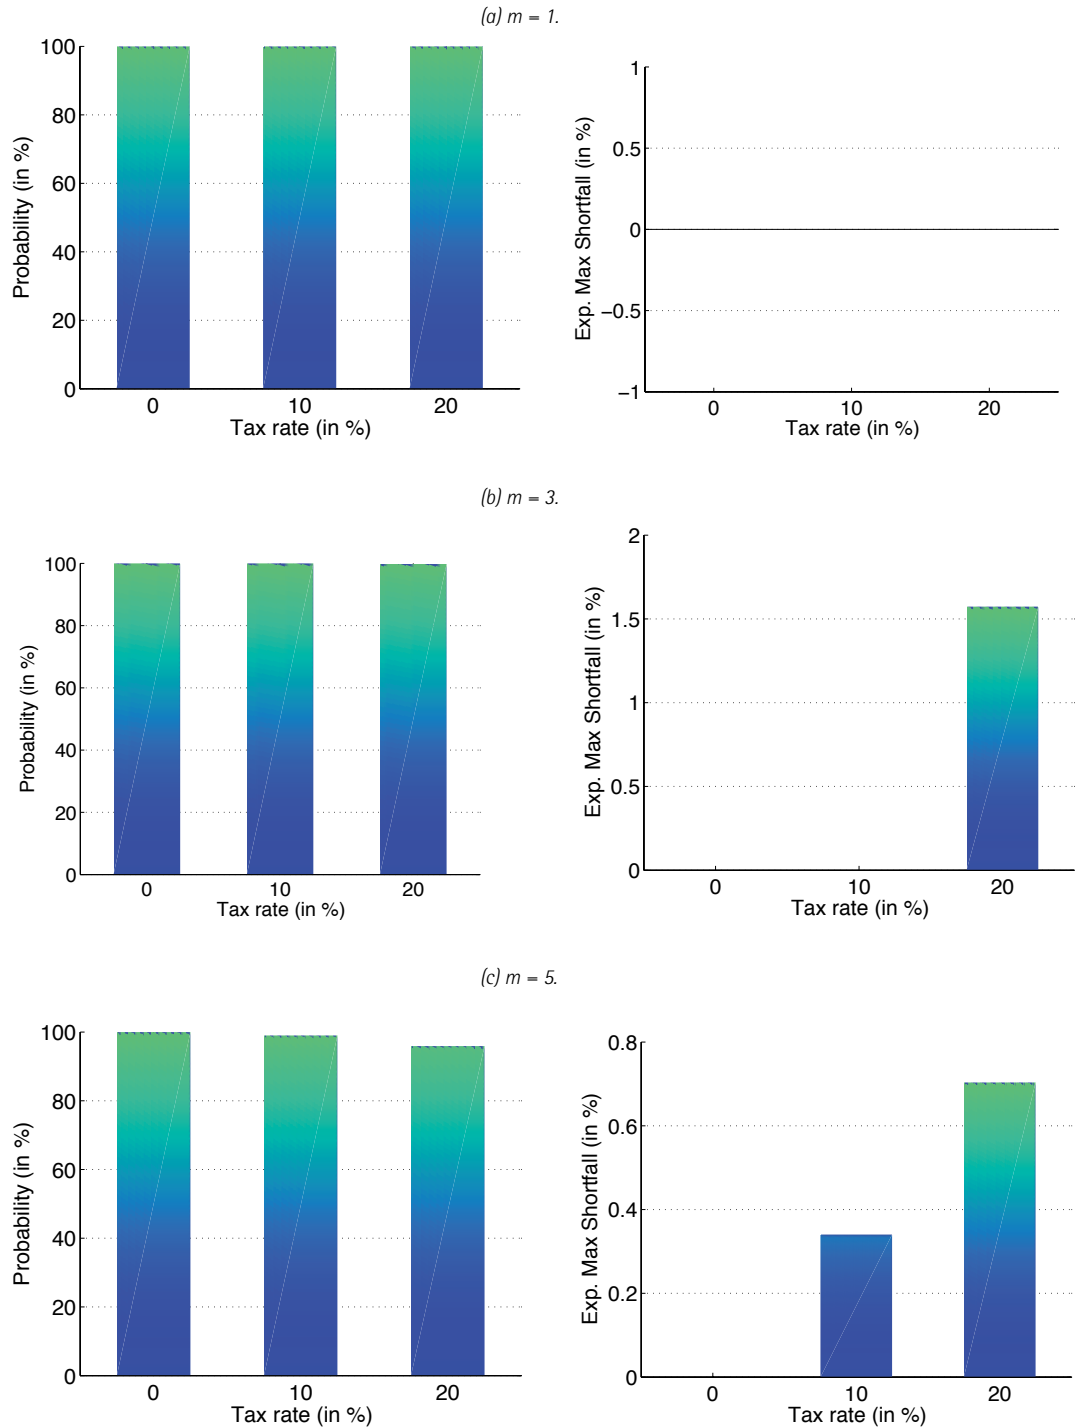 (a) m = 1.
100
80
60
40
20
0
Probability (in %)
0 10 20
Tax rate (in %)
1
0.5
0
−0.5
−1
Exp. Max Shortfall (in %)
0 10 20
Tax rate (in %)
(b) m = 3.
100
80
60
40
20
0
Probability (in %)
0 10 20
Tax rate (in %)
2
1.5
1
0.5
0
Exp. Max Shortfall (in %)
0 10 20
Tax rate (in %)
(c) m = 5.
100
80
60
40
20
0
Probability (in %)
0 10 20
Tax rate (in %)
0.8
0.6
0.4
0.2
0
Exp. Max Shortfall (in %)
0 10 20
Tax rate (in %)